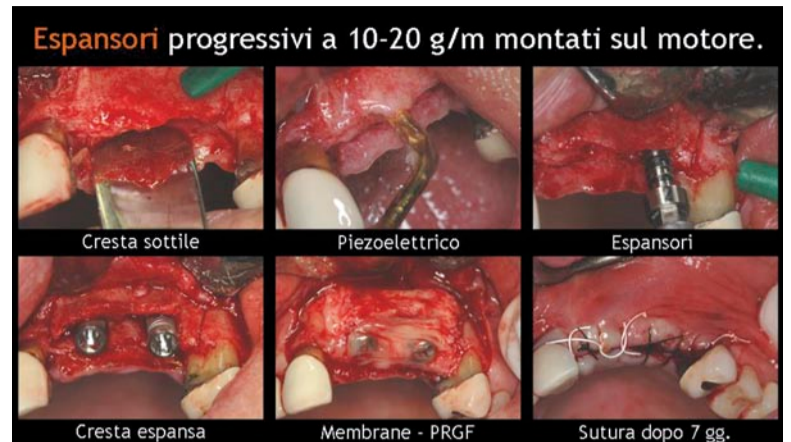 Espansori progressivi a 10-20 g/m montati sul motore.
Cresta sottile
Piezoelettrico
Espansori
Cresta espansa
Membrane - PRGF
Sutura dopo 7 gg.